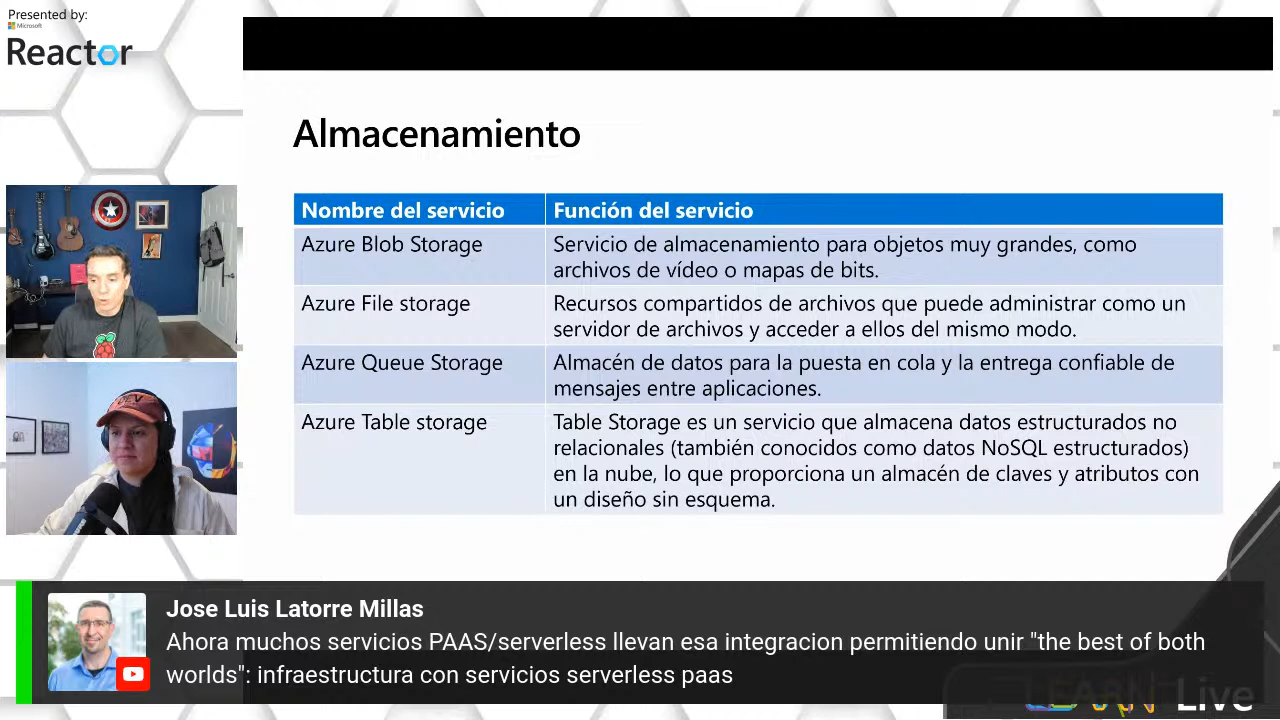 Presented by:
Microsoft
Reactor
Almacenamiento
Nombre del servicio
Función del servicio
Azure Blob Storage
Servicio de almacenamiento para objetos muy grandes, como
archivos de vídeo o mapas de bits.
Azure File storage
Recursos compartidos de archivos que puede administrar como un
servidor de archivos y acceder a ellos del mismo modo.
Azure Queue Storage
Almacén de datos para la puesta en cola y la entrega confiable de
mensajes entre aplicaciones.
Azure Table storage
Table Storage es un servicio que almacena datos estructurados no
relacionales (también conocidos como datos NoSQL estructurados)
en la nube, lo que proporciona un almacén de claves y atributos con
un diseño sin esquema.
Jose Luis Latorre Millas
Ahora muchos servicios PAAS/serverless llevan esa integracion permitiendo unir "the best of both
worlds": infraestructura con servicios serverless paas
LEARN Live